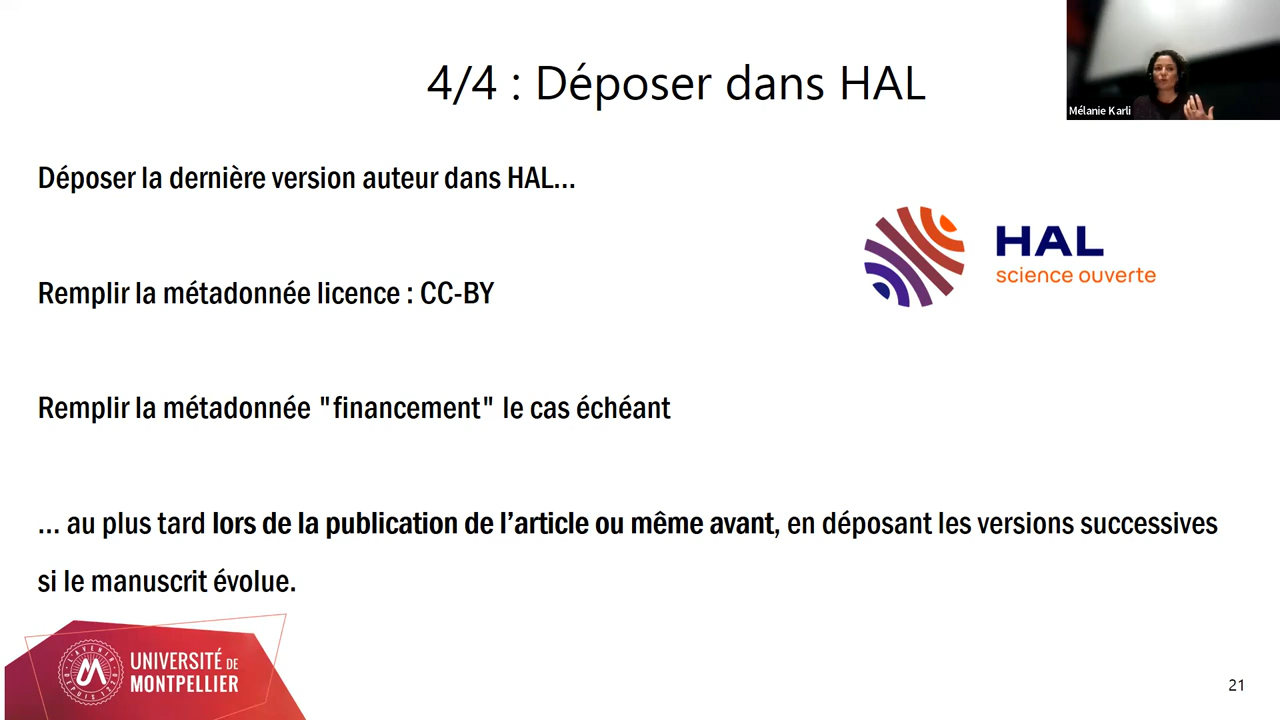 4/4 : Déposer dans HAL
Mélanie Karli
Déposer la dernière version auteur dans HAL...
HAL
science ouverte
Remplir la métadonnée licence : CC-BY
Remplir la métadonnée "financement" le cas échéant
... au plus tard lors de la publication de l’article ou même avant, en déposant les versions successives
si le manuscrit évolue.
UNIVERSITÉ DE
MONTPELLIER
21